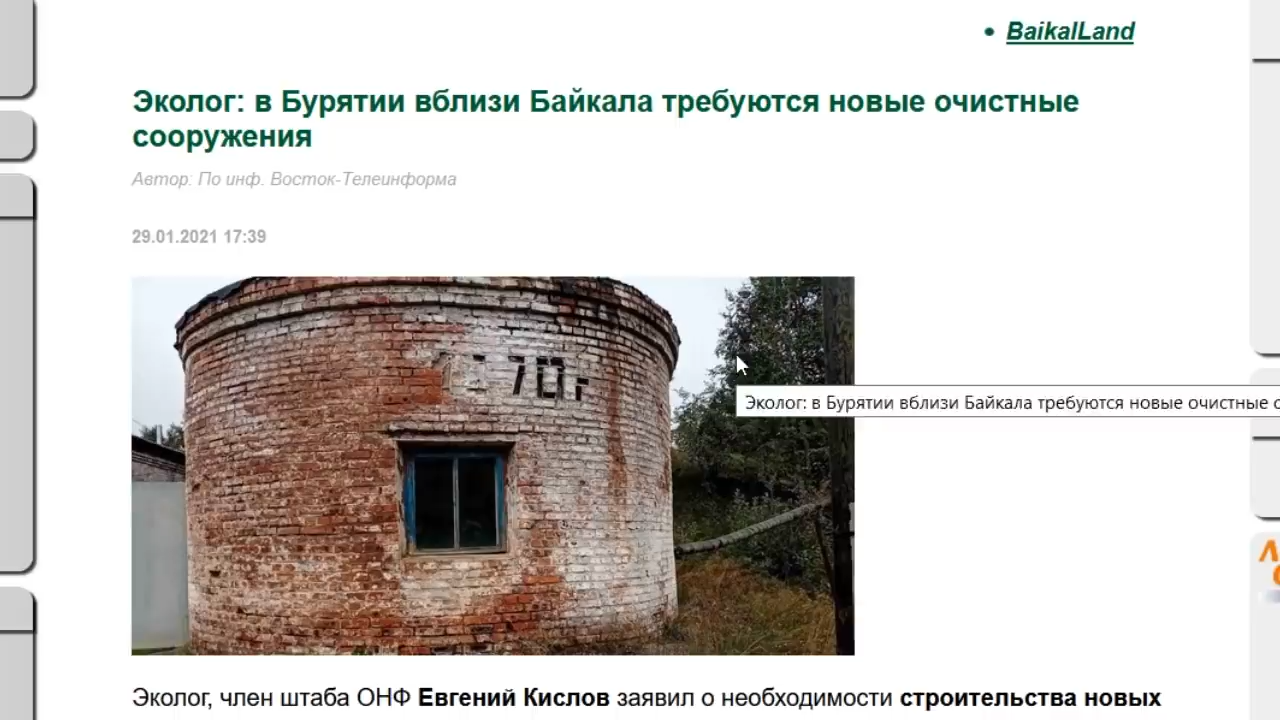 BaikalLand
Эколог: в Бурятии вблизи Байкала требуются новые очистные
сооружения
Автор: По инф. Восток-Телеинформа
29.01.2021 17:39
70г
Эколог: в Бурятии вблизи Байкала требуются новые очистные с
Эколог, член штаба ОНФ Евгений Кислов заявил о необходимости строительства новых